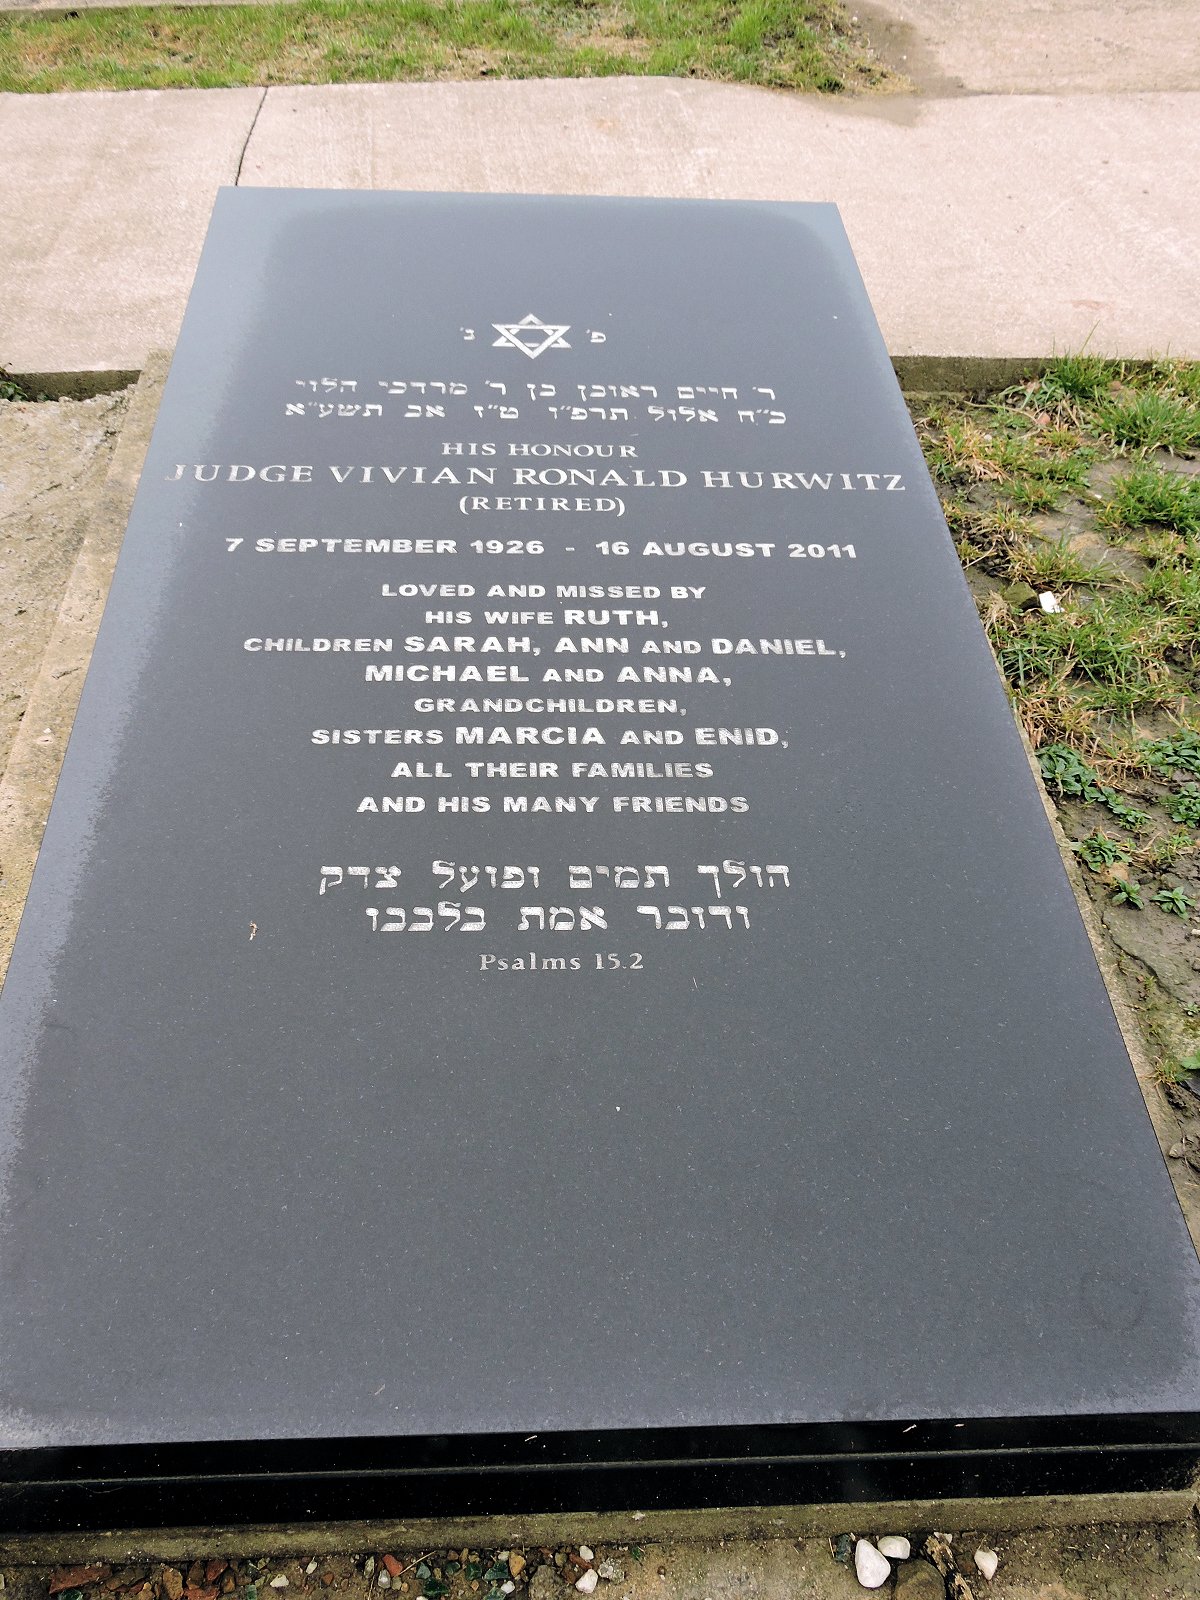 פ׳ נ׳
ר׳ חיים ראובן בן ר׳ מרדכי הלוי
כ״ח אלול תרפ״ו ט״ז אב תשע״א
HIS HONOUR
JUDGE VIVIAN RONALD HURWITZ
(RETIRED)
7 SEPTEMBER 1926 - 16 AUGUST 2011
LOVED AND MISSED BY
HIS WIFE RUTH,
CHILDREN SARAH, ANN AND DANIEL,
MICHAEL AND ANNA,
GRANDCHILDREN,
SISTERS MARCIA AND ENID,
ALL THEIR FAMILIES
AND HIS MANY FRIENDS
הולך תמים ופועל צדק
ודובר אמת בלבבו
Psalms 15.2